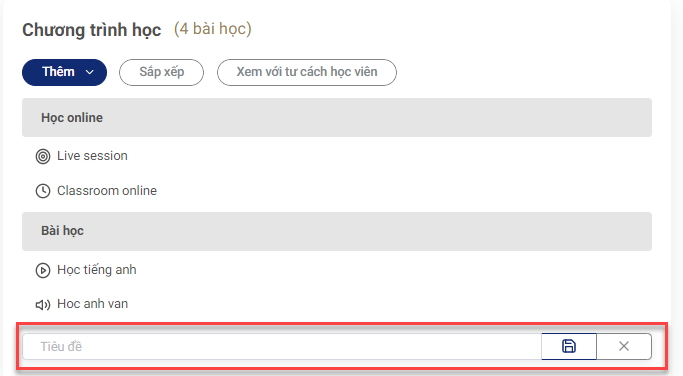 Chương trình học (4 bài học)
Thêm Sắp xếp Xem với tư cách học viên
Học online
Live session
Classroom online
Bài học
Học tiếng anh
Hoc anh van
Tiêu đề